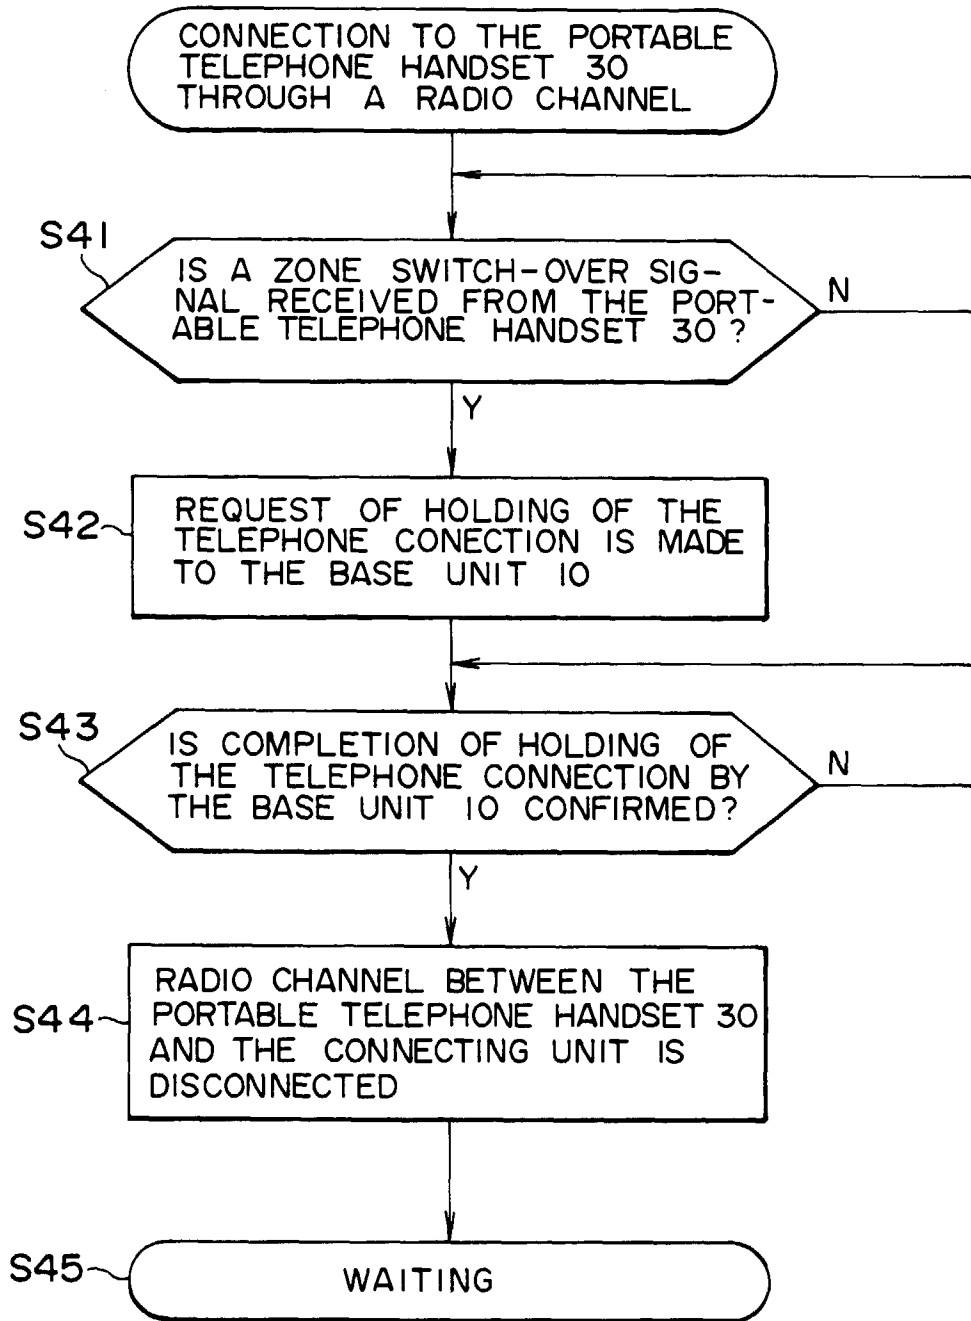 CONNECTION TO THE PORTABLE
TELEPHONE HANDSET 30
THROUGH A RADIO CHANNEL
S41
IS A ZONE SWITCH-OVER SIG-
NAL RECEIVED FROM THE PORT-
ABLE TELEPHONE HANDSET 30?
N
Y
S42
REQUEST OF HOLDING OF THE
TELEPHONE CONECTION IS MADE
TO THE BASE UNIT 10
S43
IS COMPLETION OF HOLDING OF
THE TELEPHONE CONNECTION BY
THE BASE UNIT 10 CONFIRMED?
N
Y
S44
RADIO CHANNEL BETWEEN THE
PORTABLE TELEPHONE HANDSET 30
AND THE CONNECTING UNIT IS
DISCONNECTED
S45
WAITING